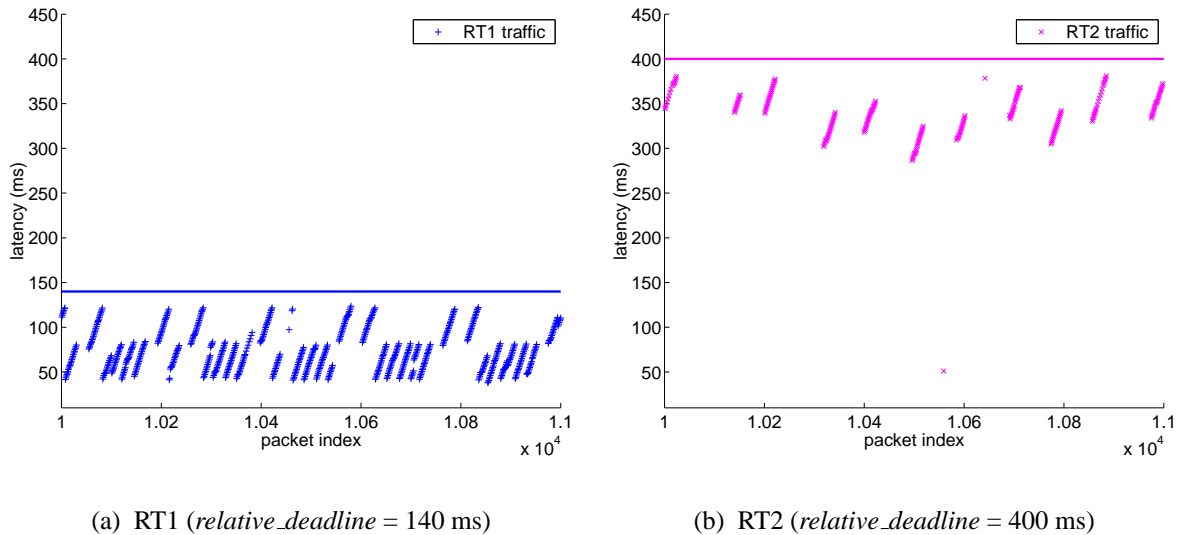 450
400
350
300
250
200
150
100
50
latency (ms)
RT1 traffic
1 1.02 1.04 1.06 1.08 1.1
packet index
x 10^4
(a) RT1 (relative_deadline = 140 ms)
450
400
350
300
250
200
150
100
50
latency (ms)
RT2 traffic
1 1.02 1.04 1.06 1.08 1.1
packet index
x 10^4
(b) RT2 (relative_deadline = 400 ms)